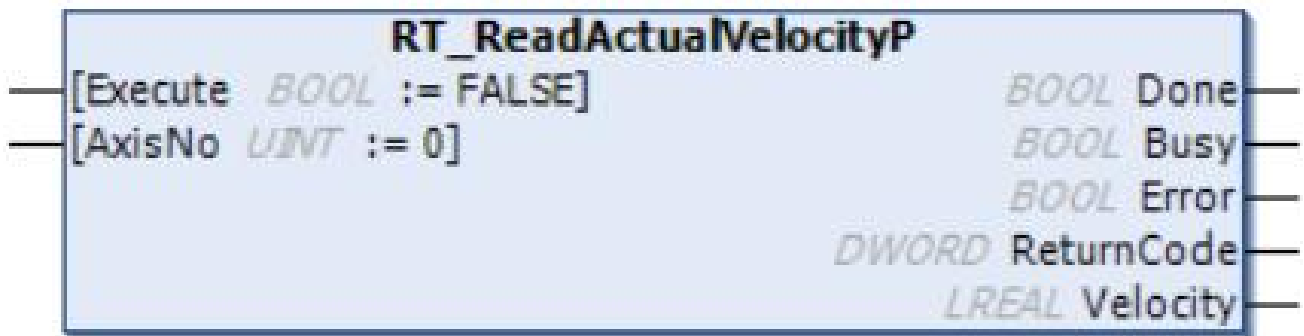 RT_ReadActualVelocityP
[Execute BOOL := FALSE] BOOL Done
[AxisNo UINT := 0] BOOL Busy
BOOL Error
DWORD ReturnCode
LREAL Velocity